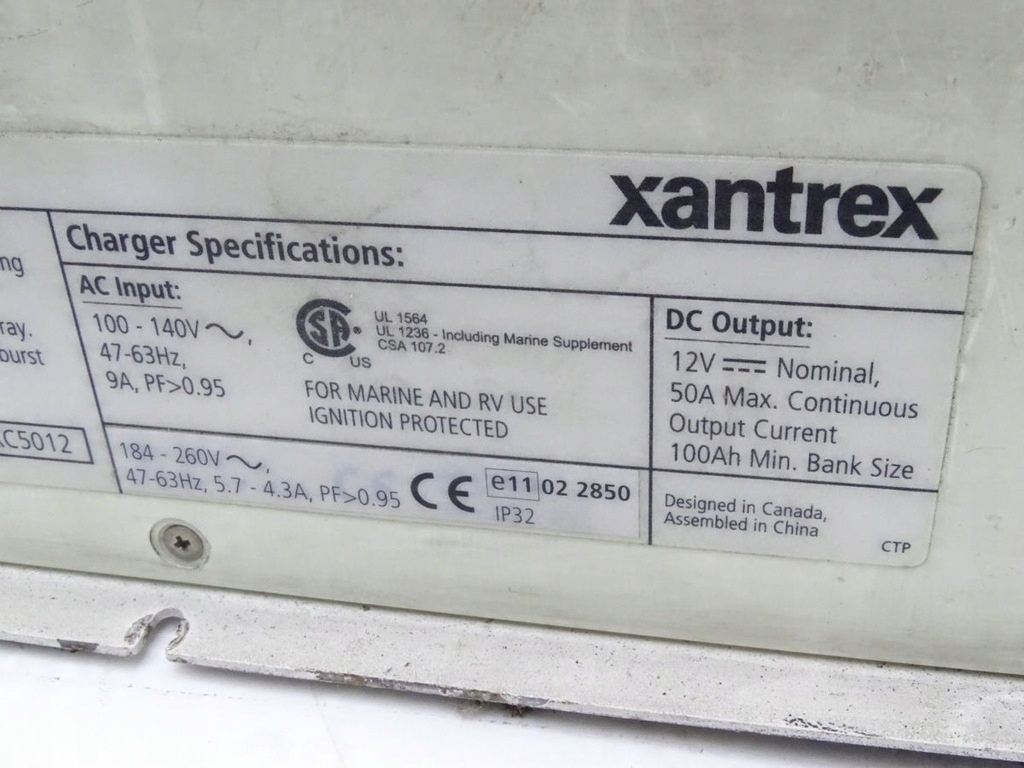 xantrex
ng
ray.
ourst
C5012
Charger Specifications:
AC Input:
100 - 140V ~,
47-63Hz,
9A, PF>0.95
SA
C US
UL 1564
UL 1236 - Including Marine Supplement
CSA 107.2
FOR MARINE AND RV USE
IGNITION PROTECTED
184 - 260V ~,
47-63Hz, 5.7 - 4.3A, PF>0.95
CE
e11 02 2850
IP32
DC Output:
12V ⎓ Nominal,
50A Max. Continuous
Output Current
100Ah Min. Bank Size
Designed in Canada,
Assembled in China
CTP